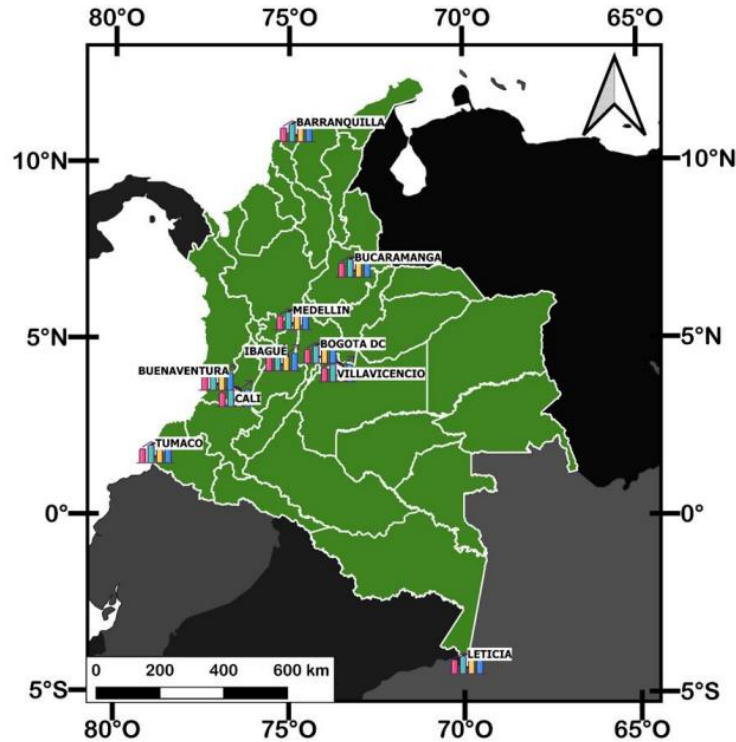 80°O 75°O 70°O 65°O
BARRANQUILLA
10°N 10°N
BUCARAMANGA
MEDELLIN
5°N 5°N
IBAGUE BOGOTA DC
BUENAVENTURA VILLAVICENCIO
CALI
TUMACO
0° 0°
LETICIA
0 200 400 600 km
5°S 5°S
80°O 75°O 70°O 65°O